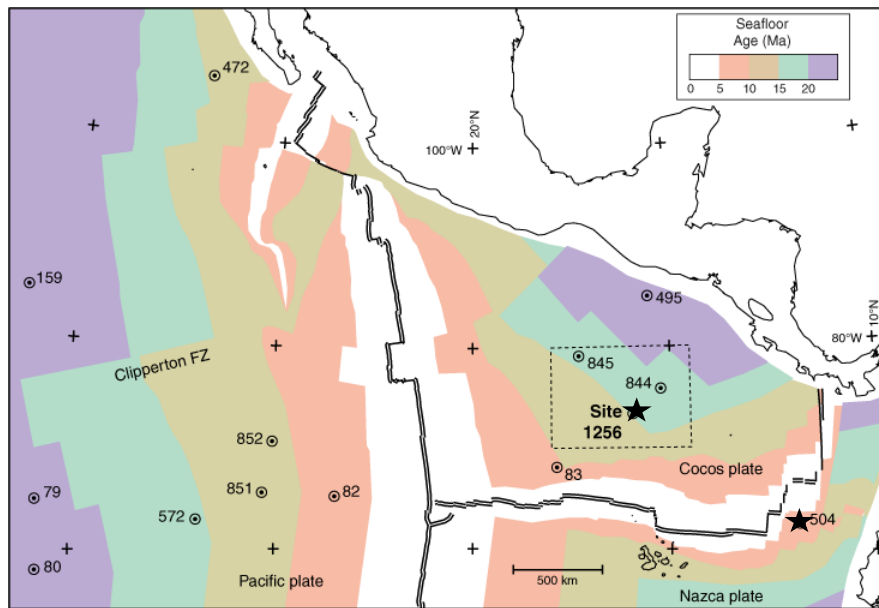 Seafloor
Age (Ma)
0 5 10 15 20
472
20°N
100°W
159
495
10°N
80°W
Clipperton FZ
845
844
Site
1256
852
83
Cocos plate
79
851
82
572
504
80
500 km
Pacific plate
Nazca plate